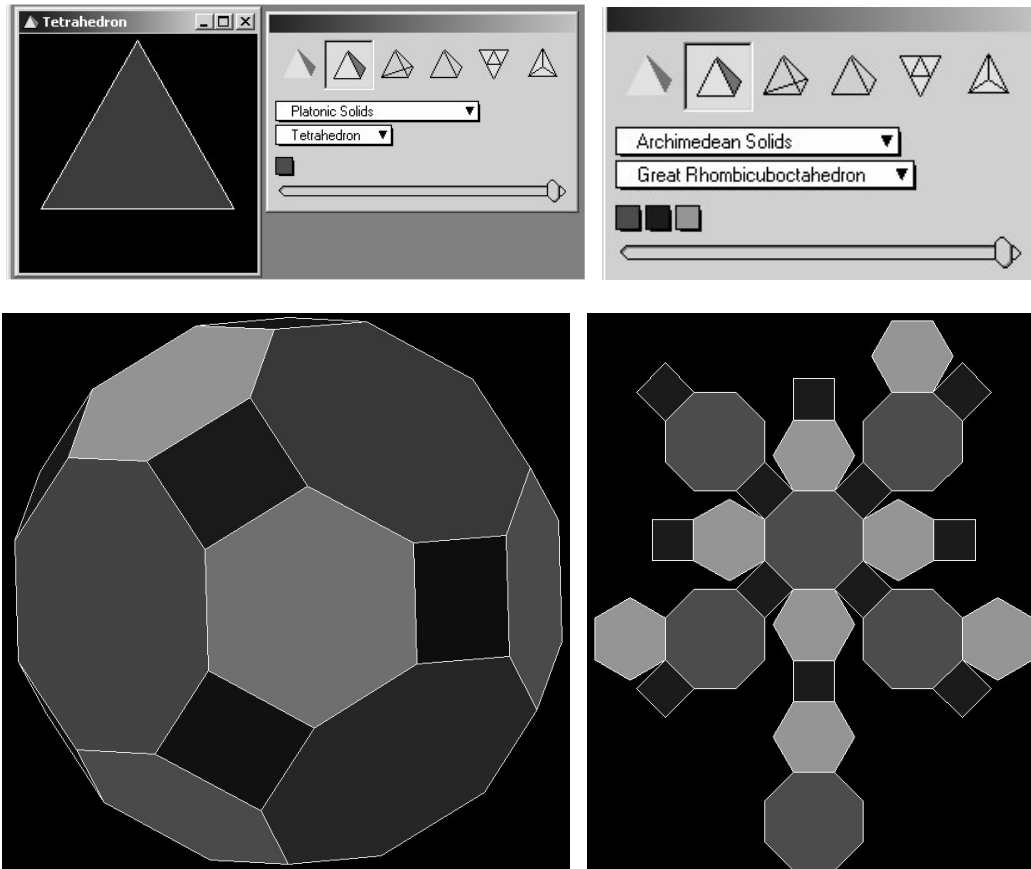 Tetrahedron
Platonic Solids
Tetrahedron
Archimedean Solids
Great Rhombicuboctahedron